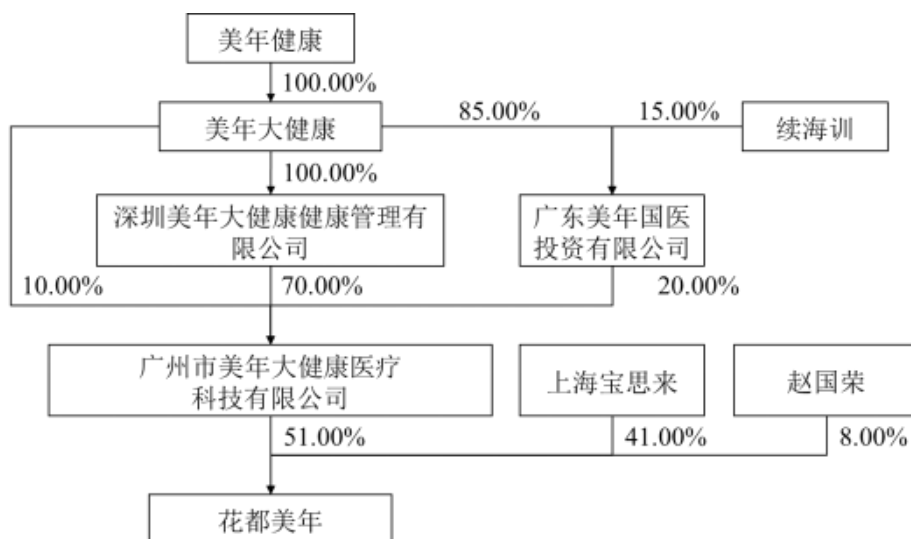 美年健康
100.00%
美年大健康
85.00%
15.00%
续海训
100.00%
深圳美年大健康健康管理有
限公司
广东美年国医
投资有限公司
10.00%
70.00%
20.00%
广州市美年大健康医疗
科技有限公司
上海宝思来
赵国荣
51.00%
41.00%
8.00%
花都美年